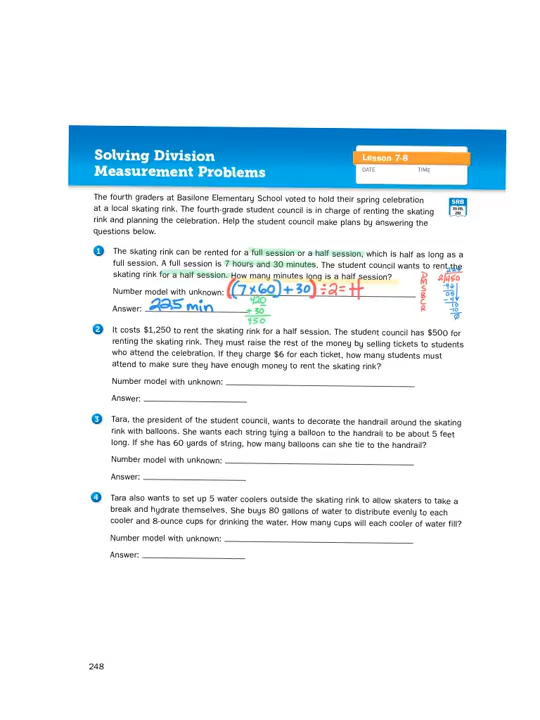 Solving Division
Measurement Problems
Lesson 7-8
DATE TIME
The fourth graders at Basilone Elementary School voted to hold their spring celebration
at a local skating rink. The fourth-grade student council is in charge of renting the skating
rink and planning the celebration. Help the student council make plans by answering the
questions below.
SRB
1 The skating rink can be rented for a full session or a half session, which is half as long as a
full session. A full session is 7 hours and 30 minutes. The student council wants to rent the
skating rink for a half session. How many minutes long is a half session?
Number model with unknown: ((7×60)+30)÷2=H
420
+ 30
450
Answer: 225 min
D
M
S
B
R
225
2/450
2 It costs $1,250 to rent the skating rink for a half session. The student council has $500 for
renting the skating rink. They must raise the rest of the money by selling tickets to students
who attend the celebration. If they charge $6 for each ticket, how many students must
attend to make sure they have enough money to rent the skating rink?
Number model with unknown:
Answer:
3 Tara, the president of the student council, wants to decorate the handrail around the skating
rink with balloons. She wants each string tying a balloon to the handrail to be about 5 feet
long. If she has 60 yards of string, how many balloons can she tie to the handrail?
Number model with unknown:
Answer:
4 Tara also wants to set up 5 water coolers outside the skating rink to allow skaters to take a
break and hydrate themselves. She buys 80 gallons of water to distribute evenly to each
cooler and 8-ounce cups for drinking the water. How many cups will each cooler of water fill?
Number model with unknown:
Answer:
248